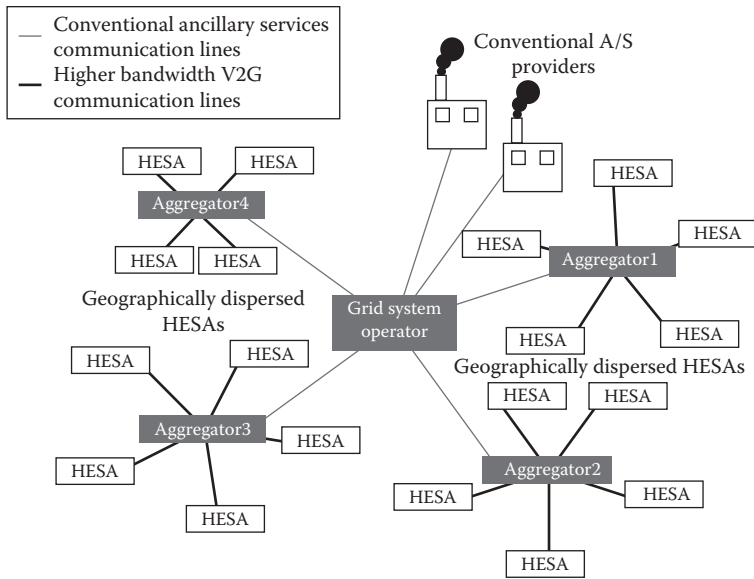 Conventional ancillary services
communication lines
Higher bandwidth V2G
communication lines
Conventional A/S
providers
HESA
HESA
Aggregator4
HESA
HESA
HESA
HESA
HESA
Aggregator1
HESA
HESA
Geographically dispersed
HESAs
Grid system
operator
HESA
HESA
Aggregator3
HESA
HESA
HESA
Geographically dispersed HESAs
HESA
HESA
Aggregator2
HESA
HESA
HESA